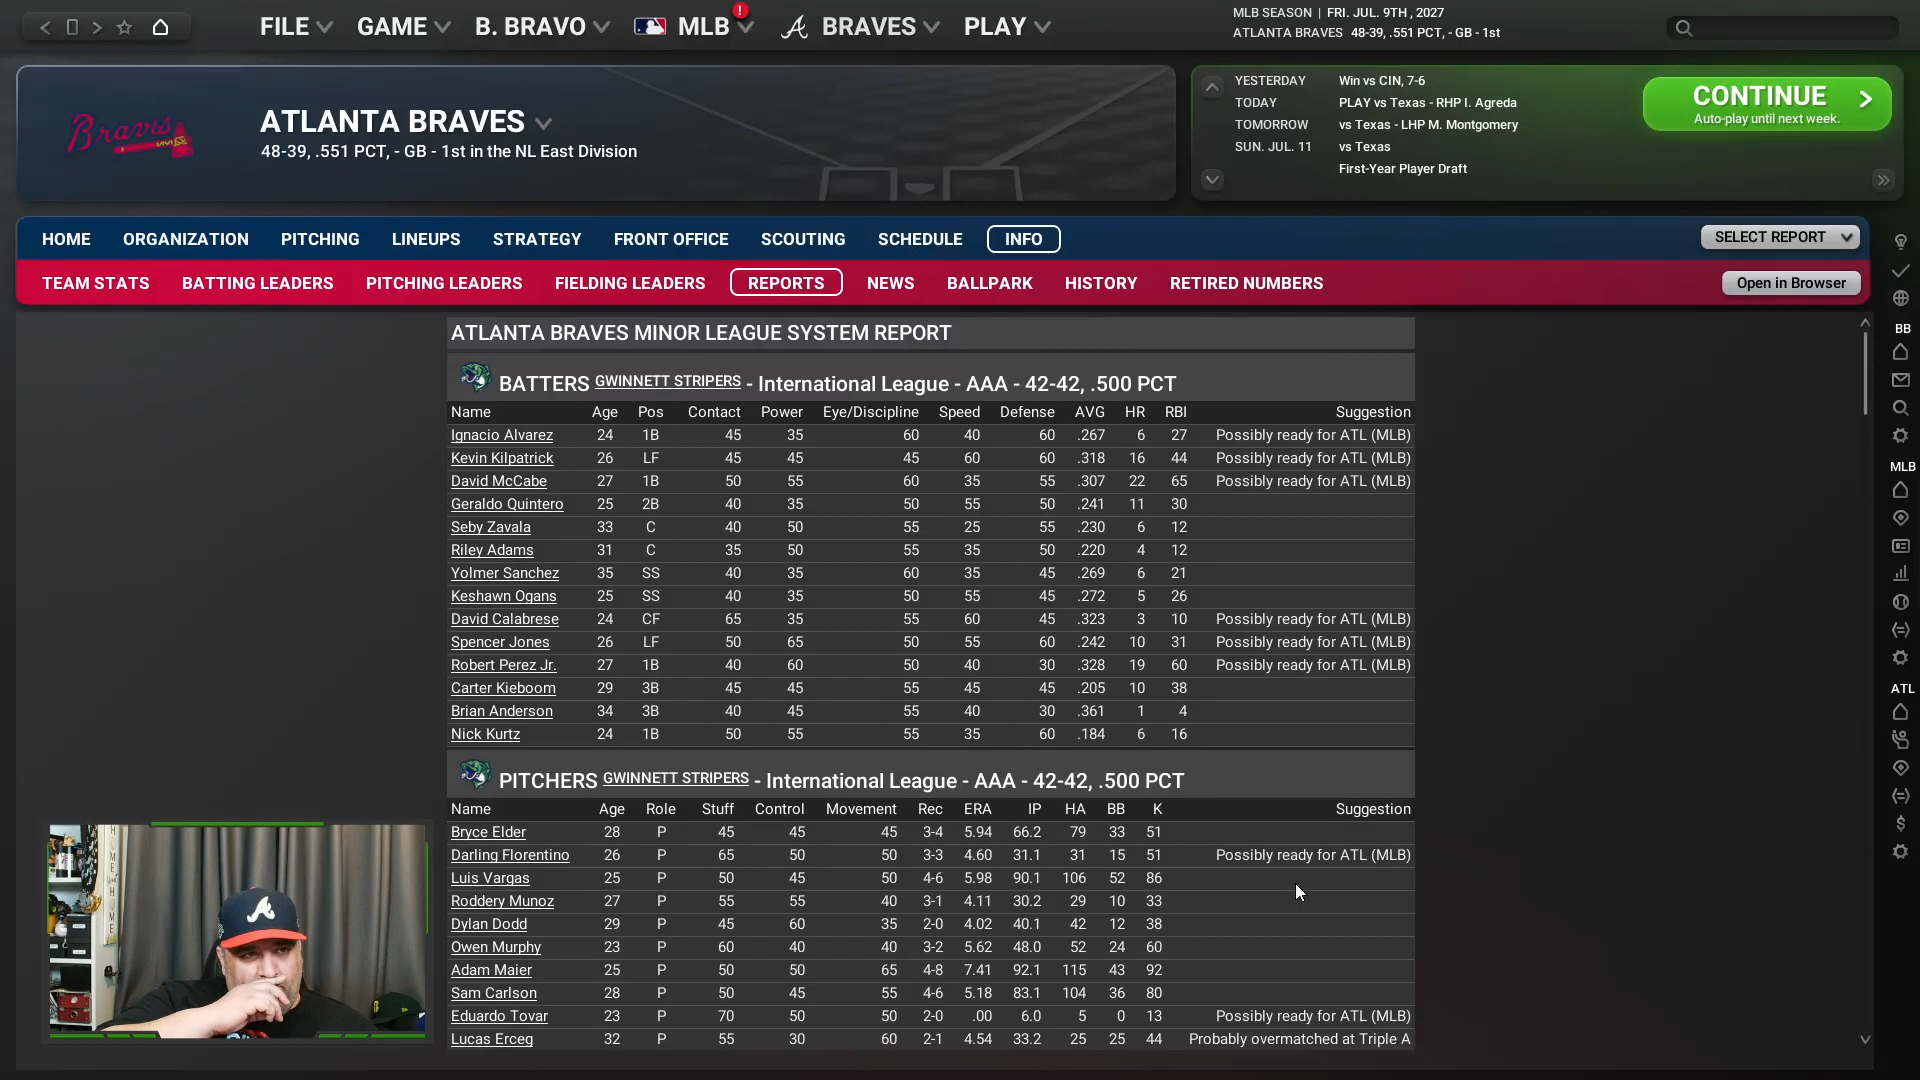 FILE GAME B. BRAVO MLB ! BRAVES PLAY
MLB SEASON | FRI. JUL. 9TH , 2027
ATLANTA BRAVES 48-39, .551 PCT, - GB - 1st
Braves
ATLANTA BRAVES
48-39, .551 PCT, - GB - 1st in the NL East Division
YESTERDAY Win vs CIN, 7-6
TODAY PLAY vs Texas - RHP I. Agreda
TOMORROW vs Texas - LHP M. Montgomery
SUN. JUL. 11 vs Texas
First-Year Player Draft
CONTINUE
Auto-play until next week.
HOME ORGANIZATION PITCHING LINEUPS STRATEGY FRONT OFFICE SCOUTING SCHEDULE INFO SELECT REPORT
TEAM STATS BATTING LEADERS PITCHING LEADERS FIELDING LEADERS REPORTS NEWS BALLPARK HISTORY RETIRED NUMBERS Open in Browser
ATLANTA BRAVES MINOR LEAGUE SYSTEM REPORT
BATTERS GWINNETT STRIPERS - International League - AAA - 42-42, .500 PCT
Name Age Pos Contact Power Eye/Discipline Speed Defense AVG HR RBI Suggestion
Ignacio Alvarez 24 1B 45 35 60 40 60 .267 6 27 Possibly ready for ATL (MLB)
Kevin Kilpatrick 26 LF 45 45 45 60 60 .318 16 44 Possibly ready for ATL (MLB)
David McCabe 27 1B 50 55 60 35 55 .307 22 65 Possibly ready for ATL (MLB)
Geraldo Quintero 25 2B 40 35 50 55 50 .241 11 30
Seby Zavala 33 C 40 50 55 25 55 .230 6 12
Riley Adams 31 C 35 50 55 35 50 .220 4 12
Yolmer Sanchez 35 SS 40 35 60 35 45 .269 6 21
Keshawn Ogans 25 SS 40 35 50 55 45 .272 5 26
David Calabrese 24 CF 65 35 55 60 45 .323 3 10 Possibly ready for ATL (MLB)
Spencer Jones 26 LF 50 65 50 55 60 .242 10 31 Possibly ready for ATL (MLB)
Robert Perez Jr. 27 1B 40 60 50 40 30 .328 19 60 Possibly ready for ATL (MLB)
Carter Kieboom 29 3B 45 45 55 45 45 .205 10 38
Brian Anderson 34 3B 40 45 55 40 30 .361 1 4
Nick Kurtz 24 1B 50 55 55 35 60 .184 6 16
PITCHERS GWINNETT STRIPERS - International League - AAA - 42-42, .500 PCT
Name Age Role Stuff Control Movement Rec ERA IP HA BB K Suggestion
Bryce Elder 28 P 45 45 45 3-4 5.94 66.2 79 33 51
Darling Florentino 26 P 65 50 50 3-3 4.60 31.1 31 15 51 Possibly ready for ATL (MLB)
Luis Vargas 25 P 50 45 50 4-6 5.98 90.1 106 52 86
Roddery Munoz 27 P 55 55 40 3-1 4.11 30.2 29 10 33
Dylan Dodd 29 P 45 60 35 2-0 4.02 40.1 42 12 38
Owen Murphy 23 P 60 40 40 3-2 5.62 48.0 52 24 60
Adam Maier 25 P 50 50 65 4-8 7.41 92.1 115 43 92
Sam Carlson 28 P 50 45 55 4-6 5.18 83.1 104 36 80
Eduardo Tovar 23 P 70 50 50 2-0 .00 6.0 5 0 13 Possibly ready for ATL (MLB)
Lucas Erceg 32 P 55 30 60 2-1 4.54 33.2 25 25 44 Probably overmatched at Triple A
BB
MLB
ATL